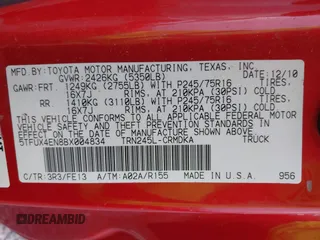 MFD. BY: TOYOTA MOTOR MANUFACTURING, TEXAS, INC.
GVWR: 2426KG (5350LB) DATE: 12/10
GAWR: FRT. 1249KG (2755LB) WITH P245/75R16 TIRES,
16X7J RIMS, AT 210KPA (30PSI) COLD
RR 1410KG (3110LB) WITH P245/75R16 TIRES,
16X7J RIMS, AT 210KPA (30PSI) COLD
THIS VEHICLE CONFORMS TO ALL APPLICABLE FEDERAL MOTOR
VEHICLE SAFETY AND THEFT PREVENTION STANDARDS IN
EFFECT ON THE DATE OF MANUFACTURE SHOWN ABOVE.
5TFUX4EN8BX004834 TRN245L-CRMDKA TRUCK
C/TR: 3R3/FE13 A/TM: A02A/R155 MADE IN U.S.A. 956
DREAMBID